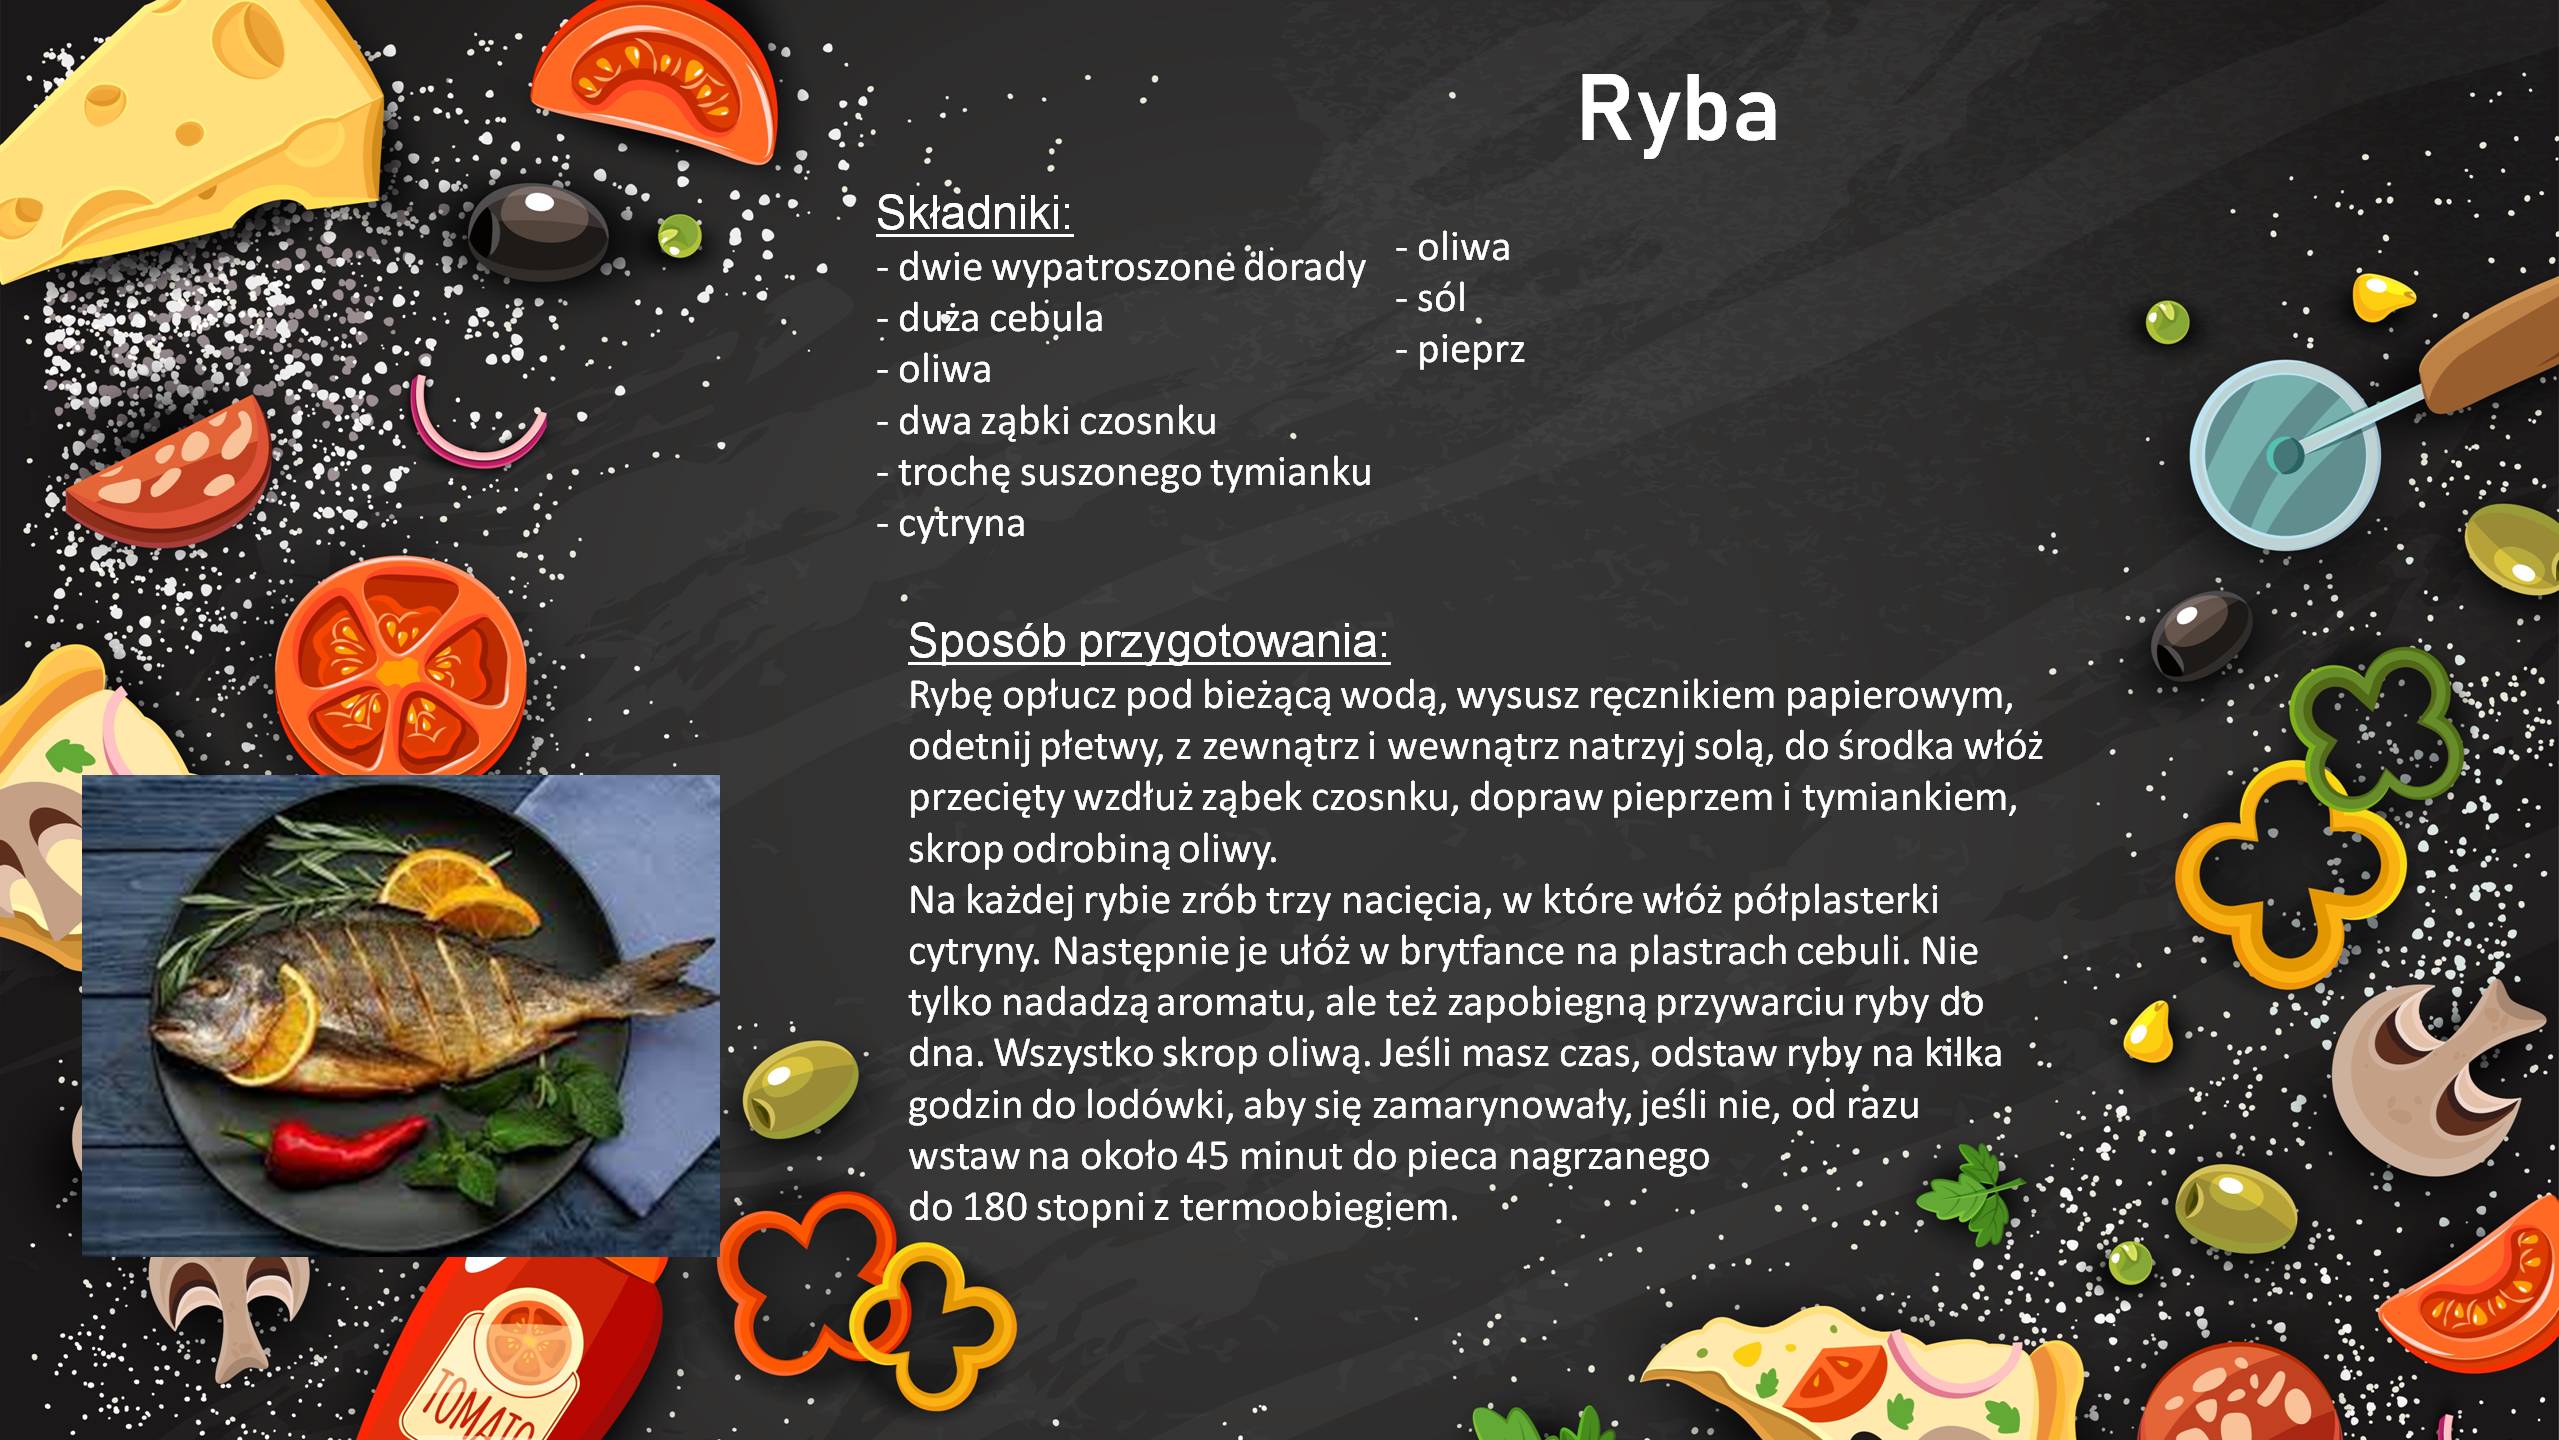 Ryba
Składniki:
- dwie wypatroszone dorady
- duża cebula
- oliwa
- dwa ząbki czosnku
- trochę suszonego tymianku
- cytryna
- oliwa
- sól
- pieprz
Sposób przygotowania:
Rybę opłucz pod bieżącą wodą, wysusz ręcznikiem papierowym,
odetnij płetwy, z zewnątrz i wewnątrz natrzyj solą, do środka włóż
przecięty wzdłuż ząbek czosnku, dopraw pieprzem i tymiankiem,
skrop odrobiną oliwy.
Na każdej rybie zrób trzy nacięcia, w które włóż półplasterki
cytryny. Następnie je ułóż w brytfance na plastrach cebuli. Nie
tylko nadadzą aromatu, ale też zapobiegną przywarciu ryby do
dna. Wszystko skrop oliwą. Jeśli masz czas, odstaw ryby na kilka
godzin do lodówki, aby się zamarynowały, jeśli nie, od razu
wstaw na około 45 minut do pieca nagrzanego
do 180 stopni z termoobiegiem.
TOMATO